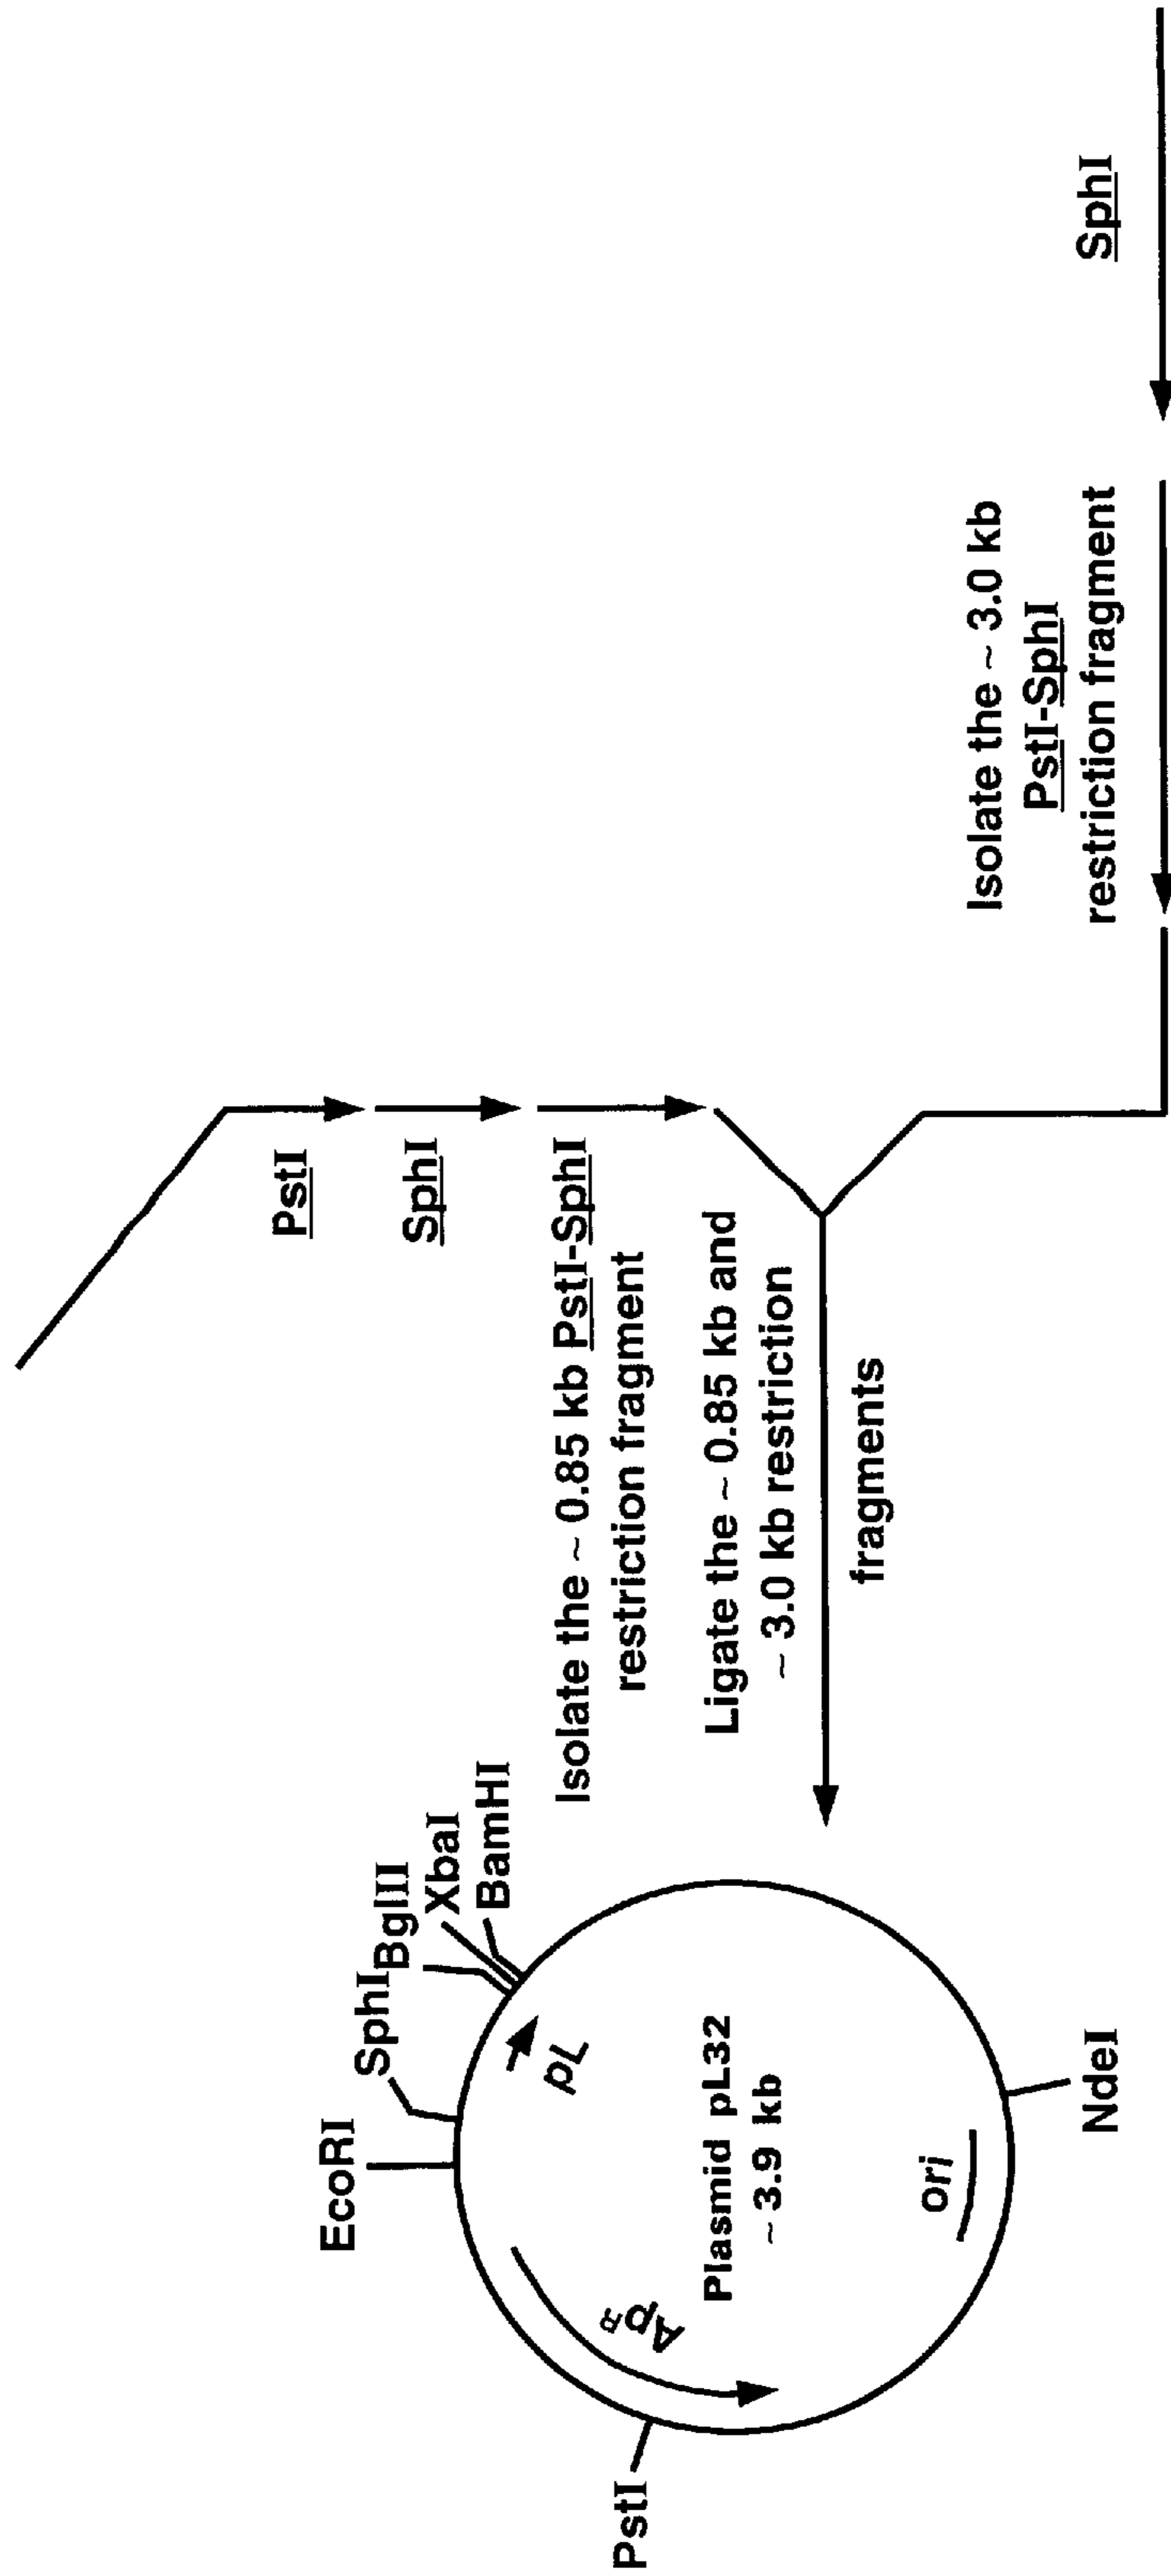 PstI
SphI
Isolate the ~ 0.85 kb PstI-SphI
restriction fragment
Ligate the ~ 0.85 kb and
~ 3.0 kb restriction
fragments
Isolate the ~ 3.0 kb
PstI-SphI
restriction fragment
SphI
EcoRI
SphI
BglII
XbaI
BamHI
pL
ApR
Plasmid pL32
~ 3.9 kb
ori
PstI
NdeI